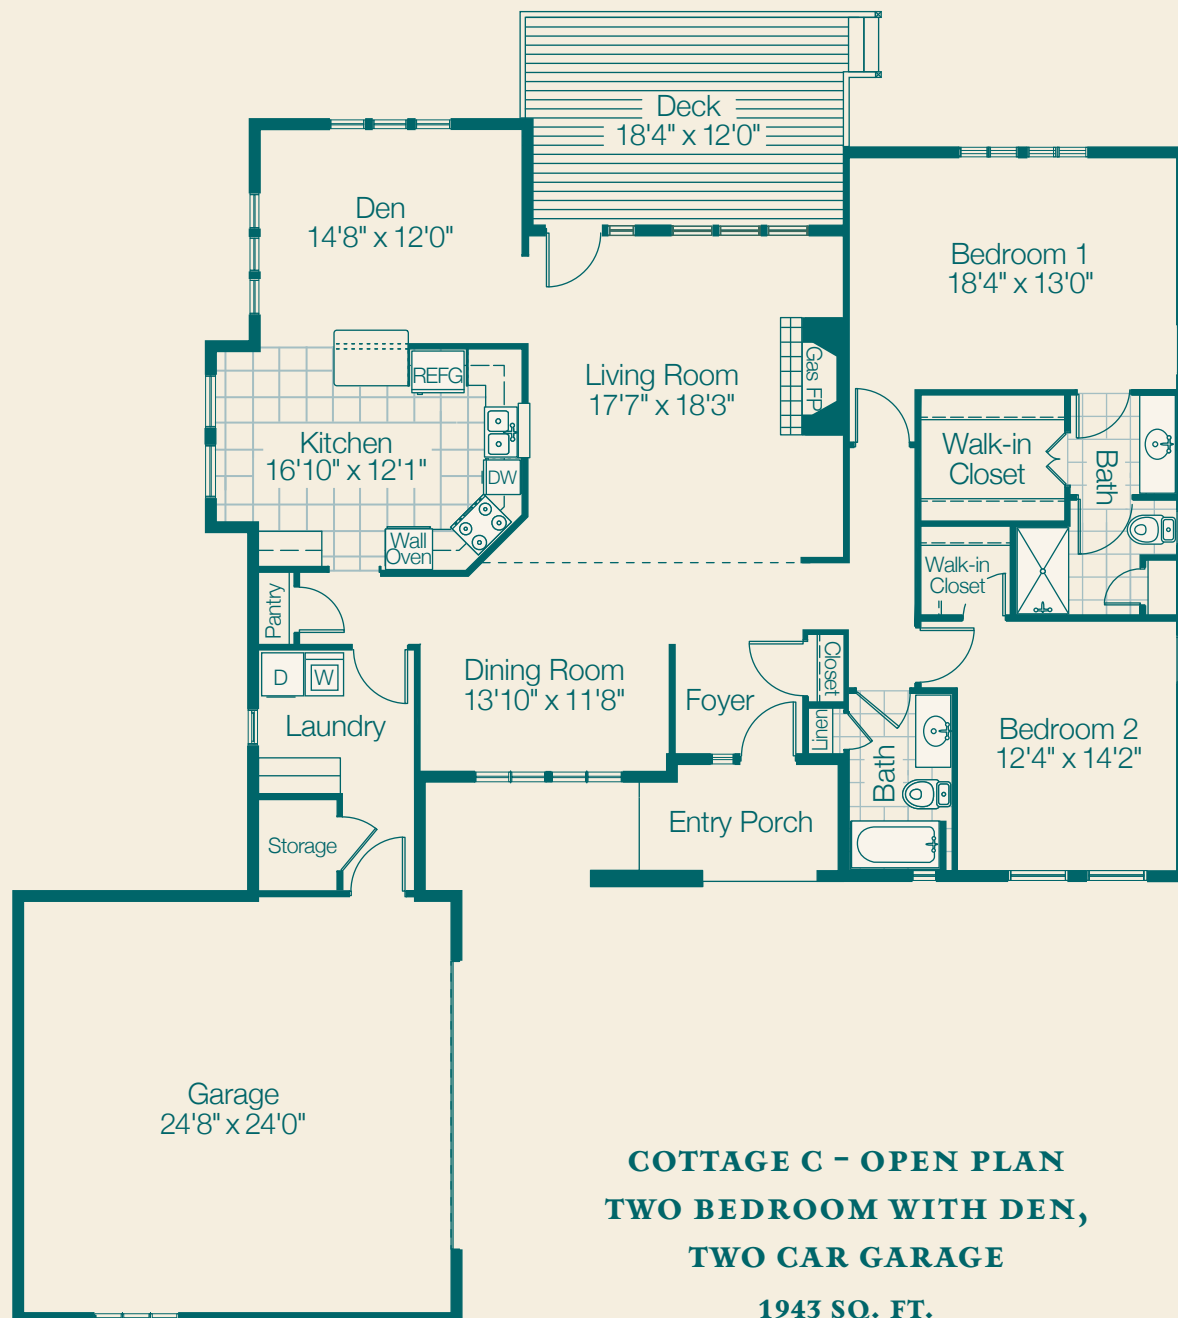 Deck
18'4" x 12'0"
Den
14'8" x 12'0"
Bedroom 1
18'4" x 13'0"
REFG
Living Room
17'7" x 18'3"
Gas FP
Kitchen
16'10" x 12'1"
DW
Wall
Oven
Walk-in
Closet
Bath
Walk-in
Closet
Pantry
D
W
Laundry
Dining Room
13'10" x 11'8"
Foyer
Closet
Linen
Bath
Bedroom 2
12'4" x 14'2"
Entry Porch
Storage
Garage
24'8" x 24'0"
COTTAGE C – OPEN PLAN
TWO BEDROOM WITH DEN,
TWO CAR GARAGE
1943 SQ. FT.